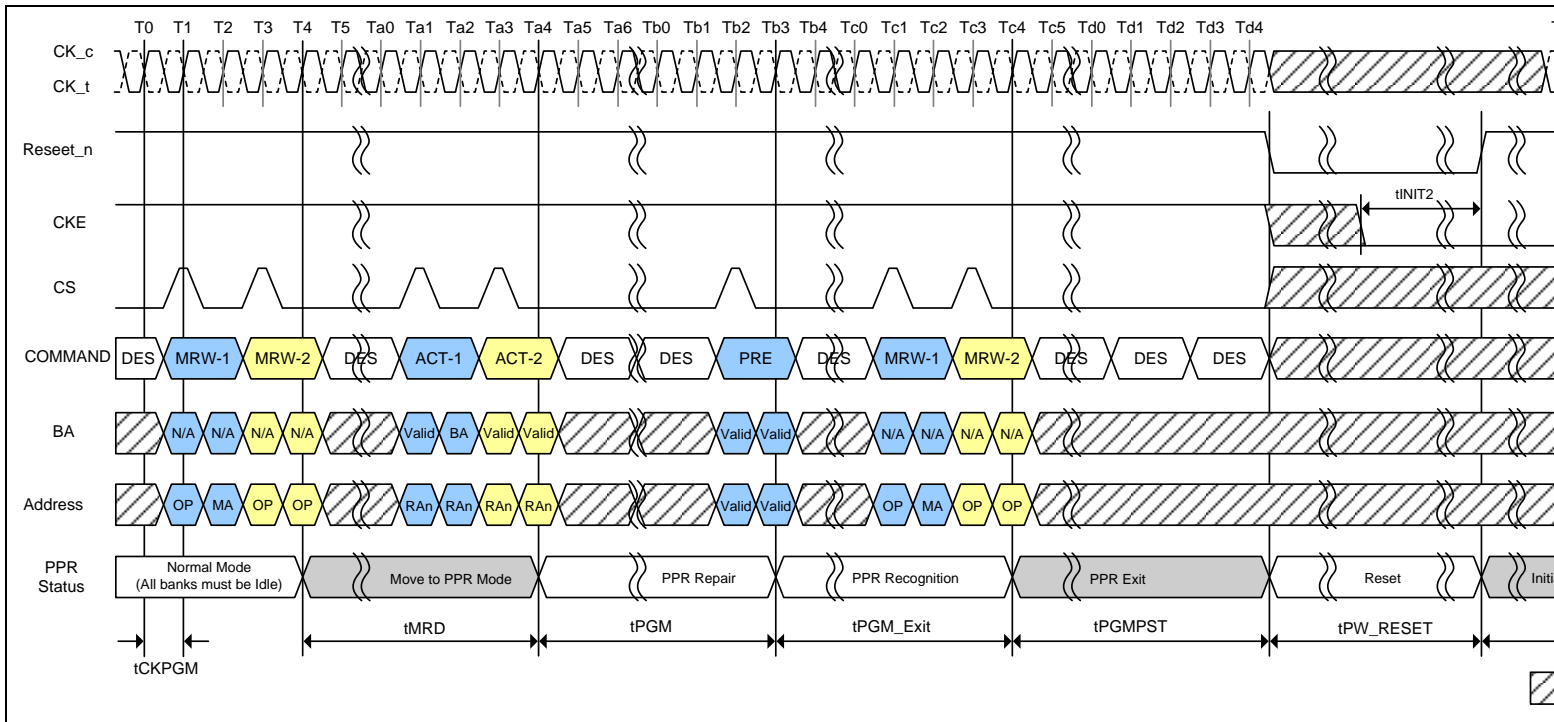 T0 T1 T2 T3 T4 T5 Ta0 Ta1 Ta2 Ta3 Ta4 Ta5 Ta6 Tb0 Tb1 Tb2 Tb3 Tb4 Tc0 Tc1 Tc2 Tc3 Tc4 Tc5 Td0 Td1 Td2 Td3 Td4
CK_c
CK_t
Reseet_n
tINIT2
CKE
CS
COMMAND DES MRW-1 MRW-2 DES ACT-1 ACT-2 DES DES PRE DES MRW-1 MRW-2 DES DES DES
BA N/A N/A N/A N/A Valid BA Valid Valid Valid Valid N/A N/A N/A N/A
Address OP MA OP OP RAn RAn RAn RAn Valid Valid OP MA OP OP
PPR Status Normal Mode (All banks must be Idle) Move to PPR Mode PPR Repair PPR Recognition PPR Exit Reset
tMRD tPGM tPGM_Exit tPGMPST tPW_RESET
tCKPGM